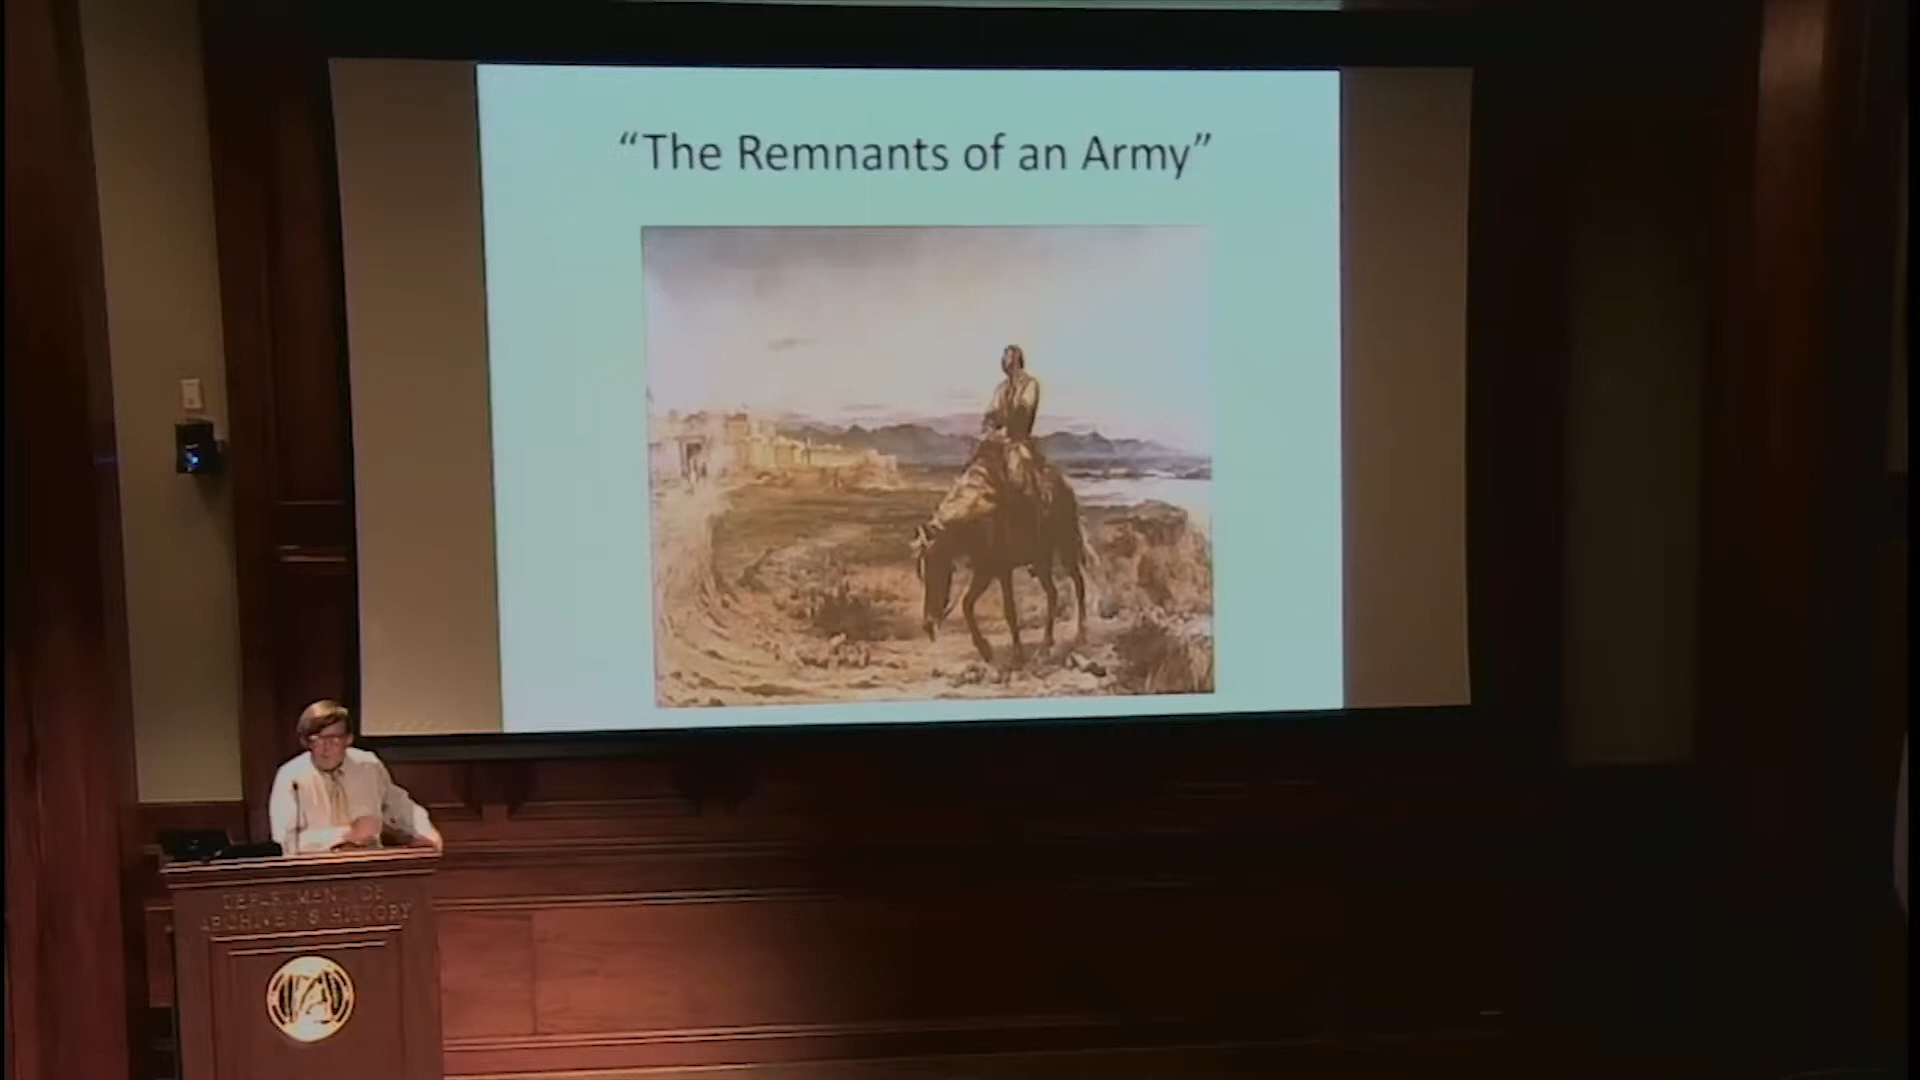 “The Remnants of an Army”
DEPARTMENT OF
ARCHIVES & HISTORY